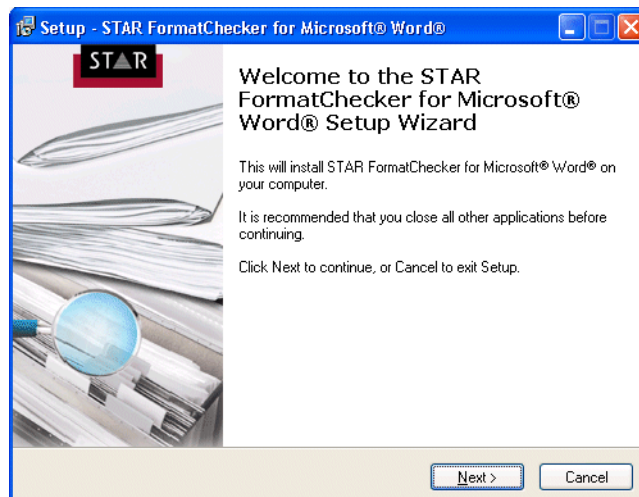 Setup - STAR FormatChecker for Microsoft® Word®
STAR
Welcome to the STAR
FormatChecker for Microsoft®
Word® Setup Wizard
This will install STAR FormatChecker for Microsoft® Word® on
your computer.
It is recommended that you close all other applications before
continuing.
Click Next to continue, or Cancel to exit Setup.
Next >
Cancel